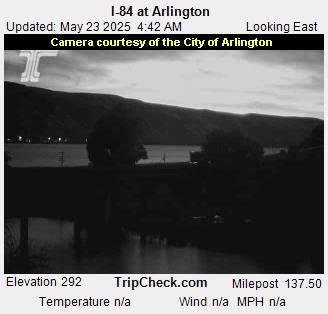 I-84 at Arlington
Updated: May 23 2025 4:42 AM Looking East
Camera courtesy of the City of Arlington
Elevation 292 TripCheck.com Milepost 137.50
Temperature n/a Wind n/a MPH n/a